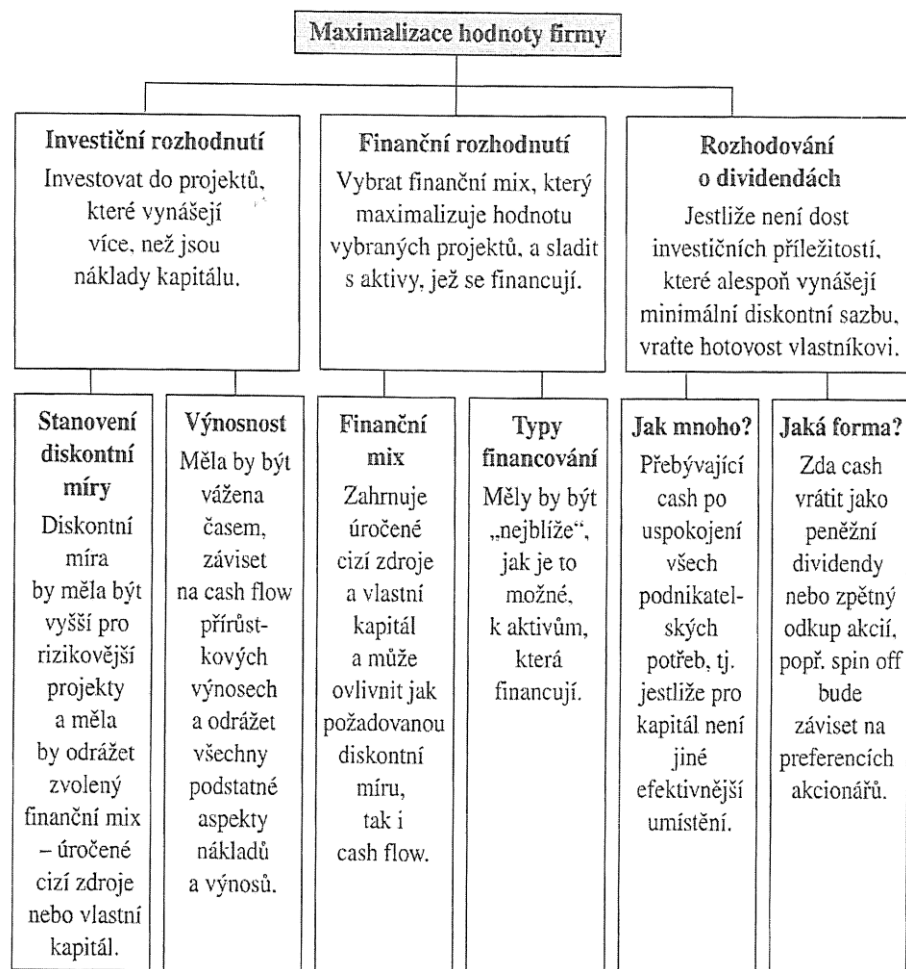 Maximalizace hodnoty firmy
Investiční rozhodnutí
Investovat do projektů,
které vynášejí
více, než jsou
náklady kapitálu.
Finanční rozhodnutí
Vybrat finanční mix, který
maximalizuje hodnotu
vybraných projektů, a sladit
s aktivy, jež se financují.
Rozhodování
o dividendách
Jestliže není dost
investičních příležitostí,
které alespoň vynášejí
minimální diskontní sazbu,
vraťte hotovost vlastníkovi.
Stanovení
diskontní
míry
Diskontní
míra
by měla být
vyšší pro
rizikovější
projekty
a měla
by odrážet
zvolený
finanční mix
– úročené
cizí zdroje
nebo vlastní
kapitál.
Výnosnost
Měla by být
vážena
časem,
záviset
na cash flow
přírůst-
kových
výnosech
a odrážet
všechny
podstatné
aspekty
nákladů
a výnosů.
Finanční
mix
Zahrnuje
úročené
cizí zdroje
a vlastní
kapitál
a může
ovlivnit jak
požadovanou
diskontní
míru,
tak i
cash flow.
Typy
financování
Měly by být
„nejblíže“,
jak je to
možné,
k aktivům,
která
financují.
Jak mnoho?
Přebývající
cash po
uspokojení
všech
podnikatel-
ských
potřeb, tj.
jestliže pro
kapitál není
jiné
efektivnější
umístění.
Jaká forma?
Zda cash
vrátit jako
peněžní
dividendy
nebo zpětný
odkup akcií,
popř. spin off
bude
záviset na
preferencích
akcionářů.